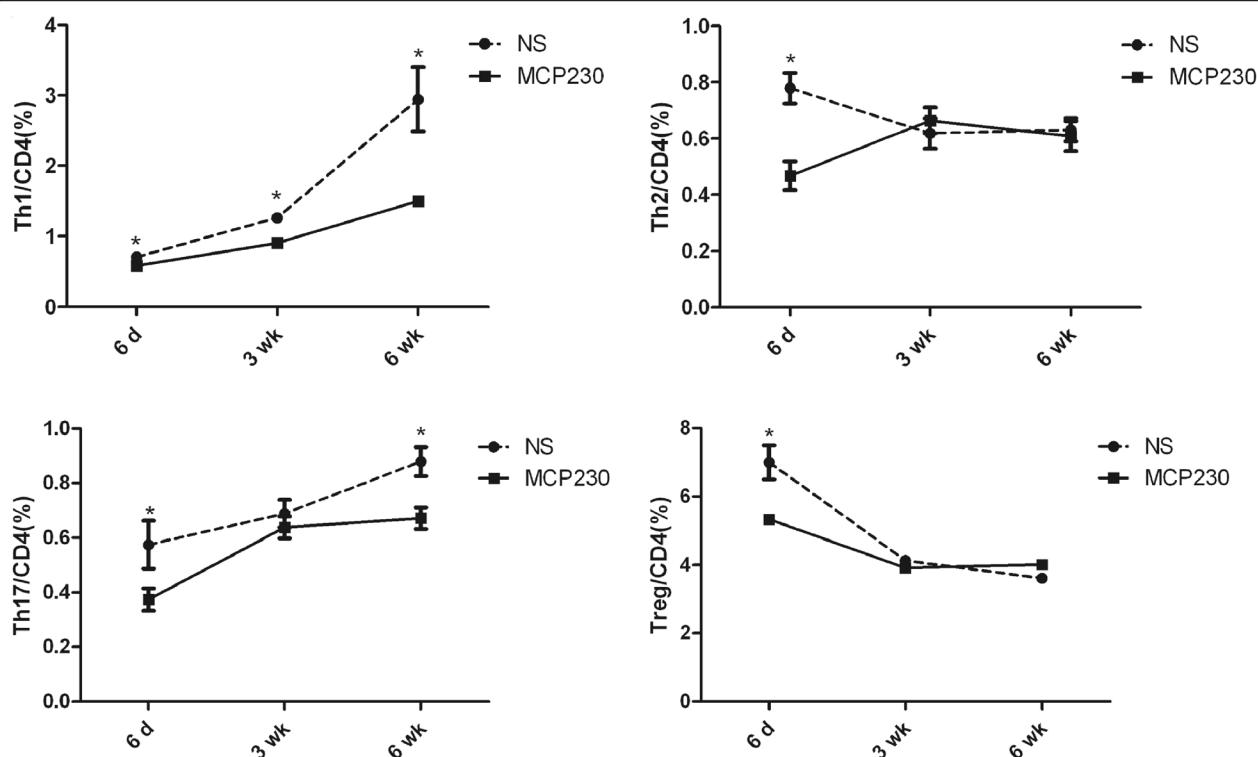 Th1/CD4(%)
4
3
2
1
0
*
*
*
6 d
3 wk
6 wk
NS
MCP230
Th2/CD4(%)
1.0
0.8
0.6
0.4
0.2
0.0
*
6 d
3 wk
6 wk
NS
MCP230
Th17/CD4(%)
1.0
0.8
0.6
0.4
0.2
0.0
*
*
6 d
3 wk
6 wk
NS
MCP230
Treg/CD4(%)
8
6
4
2
0
*
6 d
3 wk
6 wk
NS
MCP230